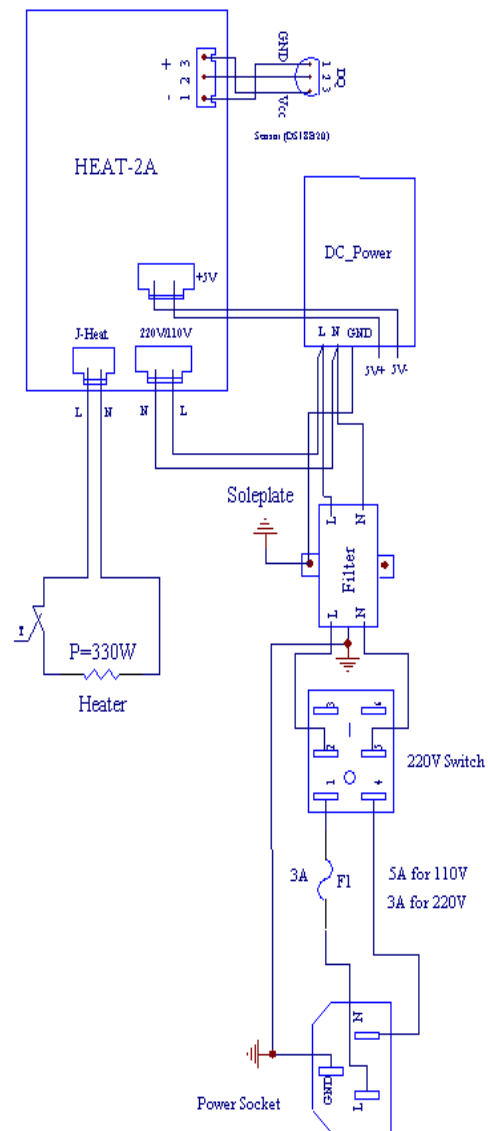 +
3
2
1
-
GND
1
2
3
DQ
Vcc
Sensor (DS18B20)
HEAT-2A
DC_Power
+5V
J-Heat
220V/110V
L N GND
5V+ 5V-
L N
N L
Soleplate
L N
Filter
L N
T
P=330W
Heater
3 6
2 5
1 4
220V Switch
3A
F1
5A for 110V
3A for 220V
N
GND
L
Power Socket